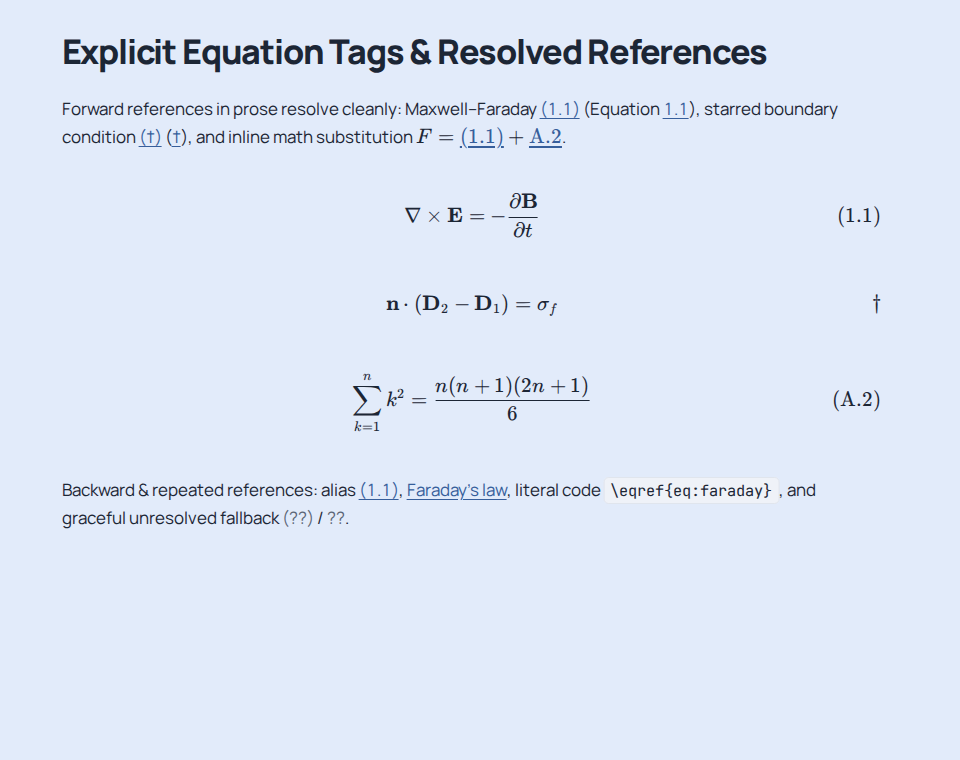 Explicit Equation Tags & Resolved References
Forward references in prose resolve cleanly: Maxwell–Faraday (1.1) (Equation 1.1), starred boundary
condition (†) (†), and inline math substitution F = (1.1) + A.2.
∇ × E = −∂B/∂t (1.1)
n · (D₂ − D₁) = σ_f †
∑_{k=1}^{n} k² = n(n + 1)(2n + 1)/6 (A.2)
Backward & repeated references: alias (1.1), Faraday's law, literal code \eqref{eq:faraday} , and
graceful unresolved fallback (??) / ??.